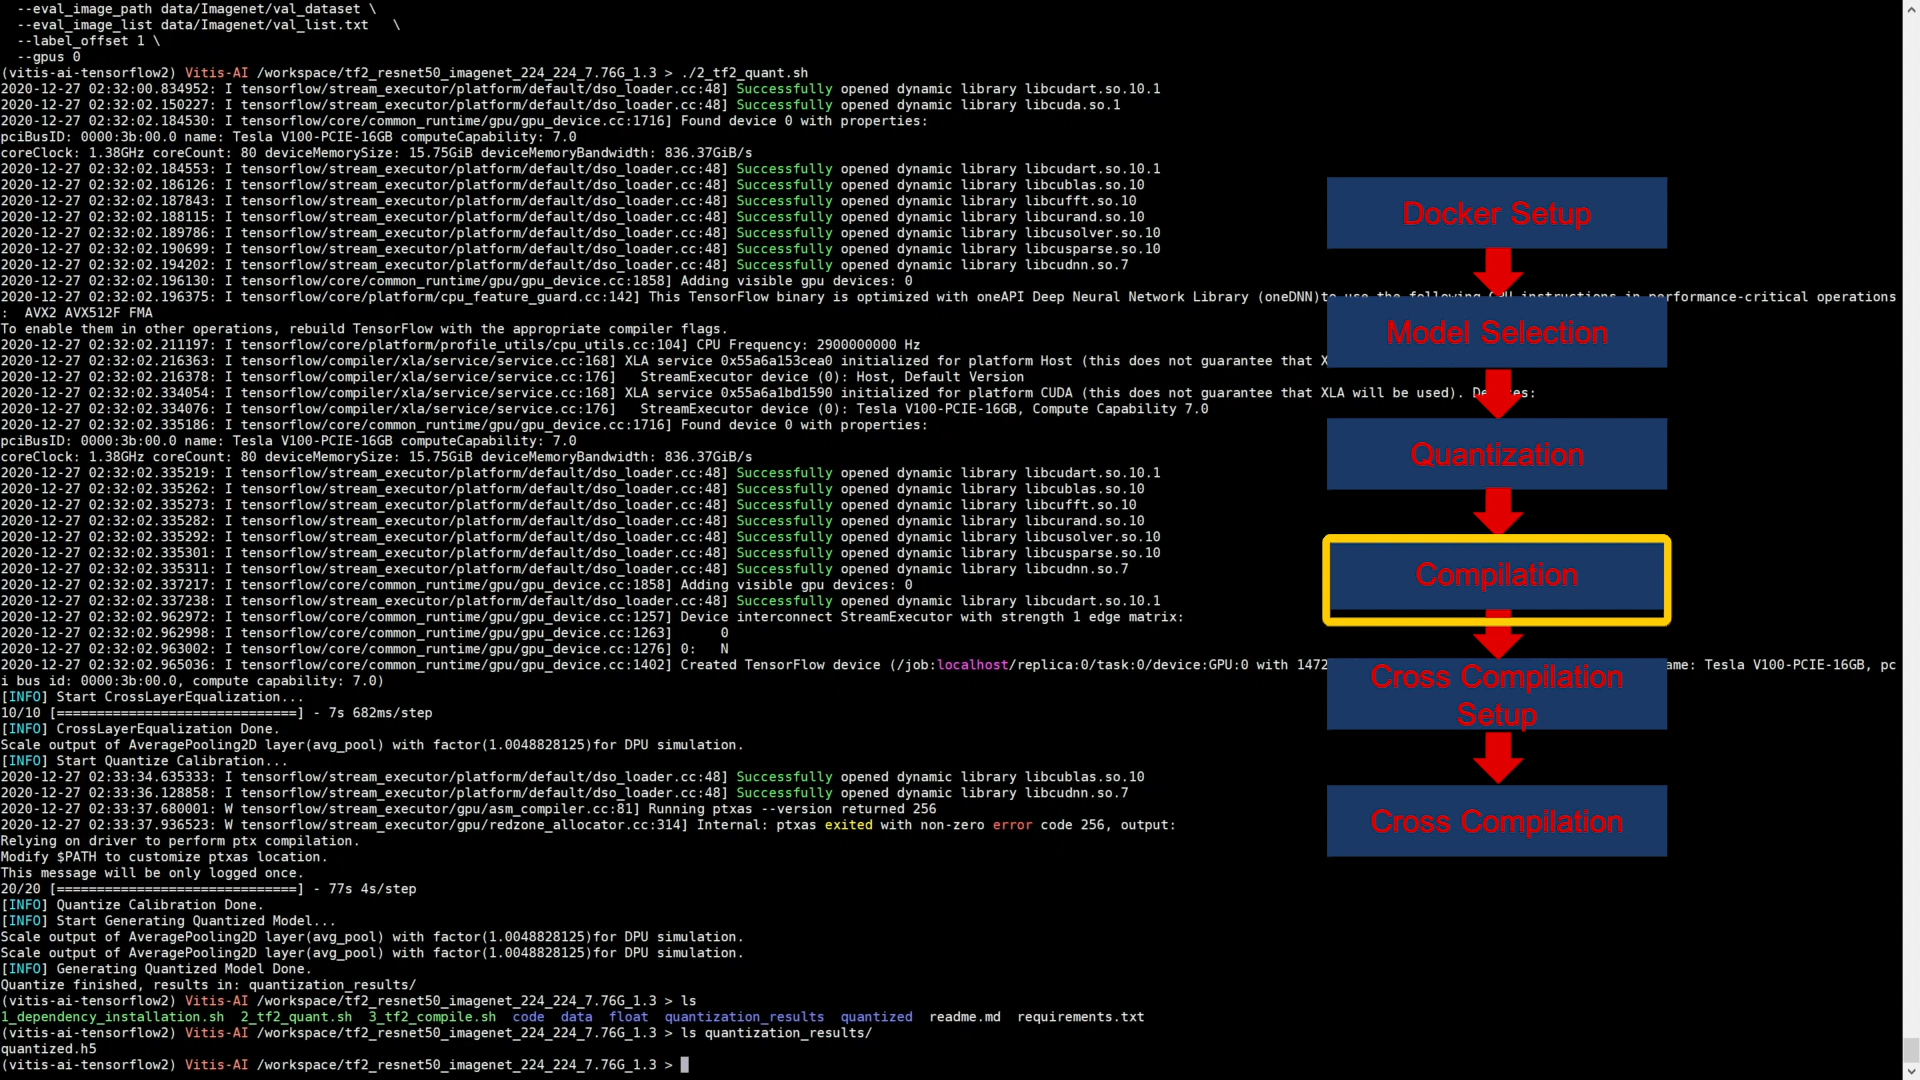 --eval_image_path data/Imagenet/val_dataset \
--eval_image_list data/Imagenet/val_list.txt \
--label_offset 1 \
--gpus 0
(vitis-ai-tensorflow2) Vitis-AI /workspace/tf2_resnet50_imagenet_224_224_7.76G_1.3 > ./2_tf2_quant.sh
2020-12-27 02:32:00.834952: I tensorflow/stream_executor/platform/default/dso_loader.cc:48] Successfully opened dynamic library libcudart.so.10.1
2020-12-27 02:32:02.150227: I tensorflow/stream_executor/platform/default/dso_loader.cc:48] Successfully opened dynamic library libcuda.so.1
2020-12-27 02:32:02.184530: I tensorflow/core/common_runtime/gpu/gpu_device.cc:1716] Found device 0 with properties:
pciBusID: 0000:3b:00.0 name: Tesla V100-PCIE-16GB computeCapability: 7.0
coreClock: 1.38GHz coreCount: 80 deviceMemorySize: 15.75GiB deviceMemoryBandwidth: 836.37GiB/s
2020-12-27 02:32:02.184553: I tensorflow/stream_executor/platform/default/dso_loader.cc:48] Successfully opened dynamic library libcudart.so.10.1
2020-12-27 02:32:02.186126: I tensorflow/stream_executor/platform/default/dso_loader.cc:48] Successfully opened dynamic library libcublas.so.10
2020-12-27 02:32:02.187843: I tensorflow/stream_executor/platform/default/dso_loader.cc:48] Successfully opened dynamic library libcufft.so.10
2020-12-27 02:32:02.188115: I tensorflow/stream_executor/platform/default/dso_loader.cc:48] Successfully opened dynamic library libcurand.so.10
2020-12-27 02:32:02.189786: I tensorflow/stream_executor/platform/default/dso_loader.cc:48] Successfully opened dynamic library libcusolver.so.10
2020-12-27 02:32:02.190699: I tensorflow/stream_executor/platform/default/dso_loader.cc:48] Successfully opened dynamic library libcusparse.so.10
2020-12-27 02:32:02.194202: I tensorflow/stream_executor/platform/default/dso_loader.cc:48] Successfully opened dynamic library libcudnn.so.7
2020-12-27 02:32:02.196130: I tensorflow/core/common_runtime/gpu/gpu_device.cc:1858] Adding visible gpu devices: 0
2020-12-27 02:32:02.196375: I tensorflow/core/platform/cpu_feature_guard.cc:142] This TensorFlow binary is optimized with oneAPI Deep Neural Network Library (oneDNN)to use the following CPU instructions in performance-critical operations
: AVX2 AVX512F FMA
To enable them in other operations, rebuild TensorFlow with the appropriate compiler flags.
2020-12-27 02:32:02.211197: I tensorflow/core/platform/profile_utils/cpu_utils.cc:104] CPU Frequency: 2900000000 Hz
2020-12-27 02:32:02.216363: I tensorflow/compiler/xla/service/service.cc:168] XLA service 0x55a6a153cea0 initialized for platform Host (this does not guarantee that X
2020-12-27 02:32:02.216378: I tensorflow/compiler/xla/service/service.cc:176] StreamExecutor device (0): Host, Default Version
2020-12-27 02:32:02.334054: I tensorflow/compiler/xla/service/service.cc:168] XLA service 0x55a6a1bd1590 initialized for platform CUDA (this does not guarantee that XLA will be used). Devices:
2020-12-27 02:32:02.334076: I tensorflow/compiler/xla/service/service.cc:176] StreamExecutor device (0): Tesla V100-PCIE-16GB, Compute Capability 7.0
2020-12-27 02:32:02.335186: I tensorflow/core/common_runtime/gpu/gpu_device.cc:1716] Found device 0 with properties:
pciBusID: 0000:3b:00.0 name: Tesla V100-PCIE-16GB computeCapability: 7.0
coreClock: 1.38GHz coreCount: 80 deviceMemorySize: 15.75GiB deviceMemoryBandwidth: 836.37GiB/s
2020-12-27 02:32:02.335219: I tensorflow/stream_executor/platform/default/dso_loader.cc:48] Successfully opened dynamic library libcudart.so.10.1
2020-12-27 02:32:02.335262: I tensorflow/stream_executor/platform/default/dso_loader.cc:48] Successfully opened dynamic library libcublas.so.10
2020-12-27 02:32:02.335273: I tensorflow/stream_executor/platform/default/dso_loader.cc:48] Successfully opened dynamic library libcufft.so.10
2020-12-27 02:32:02.335282: I tensorflow/stream_executor/platform/default/dso_loader.cc:48] Successfully opened dynamic library libcurand.so.10
2020-12-27 02:32:02.335292: I tensorflow/stream_executor/platform/default/dso_loader.cc:48] Successfully opened dynamic library libcusolver.so.10
2020-12-27 02:32:02.335301: I tensorflow/stream_executor/platform/default/dso_loader.cc:48] Successfully opened dynamic library libcusparse.so.10
2020-12-27 02:32:02.335311: I tensorflow/stream_executor/platform/default/dso_loader.cc:48] Successfully opened dynamic library libcudnn.so.7
2020-12-27 02:32:02.337217: I tensorflow/core/common_runtime/gpu/gpu_device.cc:1858] Adding visible gpu devices: 0
2020-12-27 02:32:02.337238: I tensorflow/stream_executor/platform/default/dso_loader.cc:48] Successfully opened dynamic library libcudart.so.10.1
2020-12-27 02:32:02.962972: I tensorflow/core/common_runtime/gpu/gpu_device.cc:1257] Device interconnect StreamExecutor with strength 1 edge matrix:
2020-12-27 02:32:02.962998: I tensorflow/core/common_runtime/gpu/gpu_device.cc:1263] 0
2020-12-27 02:32:02.963002: I tensorflow/core/common_runtime/gpu/gpu_device.cc:1276] 0: N
2020-12-27 02:32:02.965036: I tensorflow/core/common_runtime/gpu/gpu_device.cc:1402] Created TensorFlow device (/job:localhost/replica:0/task:0/device:GPU:0 with 1472 ame: Tesla V100-PCIE-16GB, pc
i bus id: 0000:3b:00.0, compute capability: 7.0)
[INFO] Start CrossLayerEqualization...
10/10 [==============================] - 7s 682ms/step
[INFO] CrossLayerEqualization Done.
Scale output of AveragePooling2D layer(avg_pool) with factor(1.0048828125)for DPU simulation.
[INFO] Start Quantize Calibration...
2020-12-27 02:33:34.635333: I tensorflow/stream_executor/platform/default/dso_loader.cc:48] Successfully opened dynamic library libcublas.so.10
2020-12-27 02:33:36.128858: I tensorflow/stream_executor/platform/default/dso_loader.cc:48] Successfully opened dynamic library libcudnn.so.7
2020-12-27 02:33:37.680001: W tensorflow/stream_executor/gpu/asm_compiler.cc:81] Running ptxas --version returned 256
2020-12-27 02:33:37.936523: W tensorflow/stream_executor/gpu/redzone_allocator.cc:314] Internal: ptxas exited with non-zero error code 256, output:
Relying on driver to perform ptx compilation.
Modify $PATH to customize ptxas location.
This message will be only logged once.
20/20 [==============================] - 77s 4s/step
[INFO] Quantize Calibration Done.
[INFO] Start Generating Quantized Model...
Scale output of AveragePooling2D layer(avg_pool) with factor(1.0048828125)for DPU simulation.
Scale output of AveragePooling2D layer(avg_pool) with factor(1.0048828125)for DPU simulation.
[INFO] Generating Quantized Model Done.
Quantize finished, results in: quantization_results/
(vitis-ai-tensorflow2) Vitis-AI /workspace/tf2_resnet50_imagenet_224_224_7.76G_1.3 > ls
1_dependency_installation.sh 2_tf2_quant.sh 3_tf2_compile.sh code data float quantization_results quantized readme.md requirements.txt
(vitis-ai-tensorflow2) Vitis-AI /workspace/tf2_resnet50_imagenet_224_224_7.76G_1.3 > ls quantization_results/
quantized.h5
(vitis-ai-tensorflow2) Vitis-AI /workspace/tf2_resnet50_imagenet_224_224_7.76G_1.3 >
Docker Setup
Model Selection
Quantization
Compilation
Cross Compilation
Setup
Cross Compilation